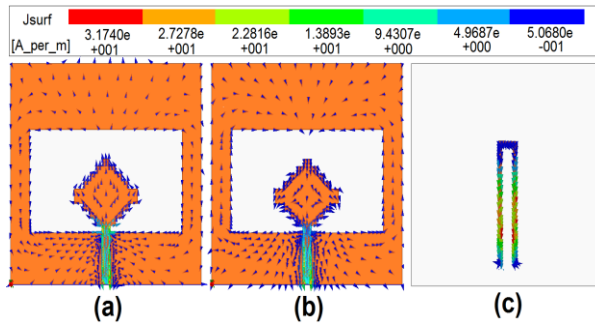 Jsurf
[A_per_m]
3.1740e +001
2.7278e +001
2.2816e +001
1.3893e +001
9.4307e +000
4.9687e +000
5.0680e -001
(a) (b) (c)